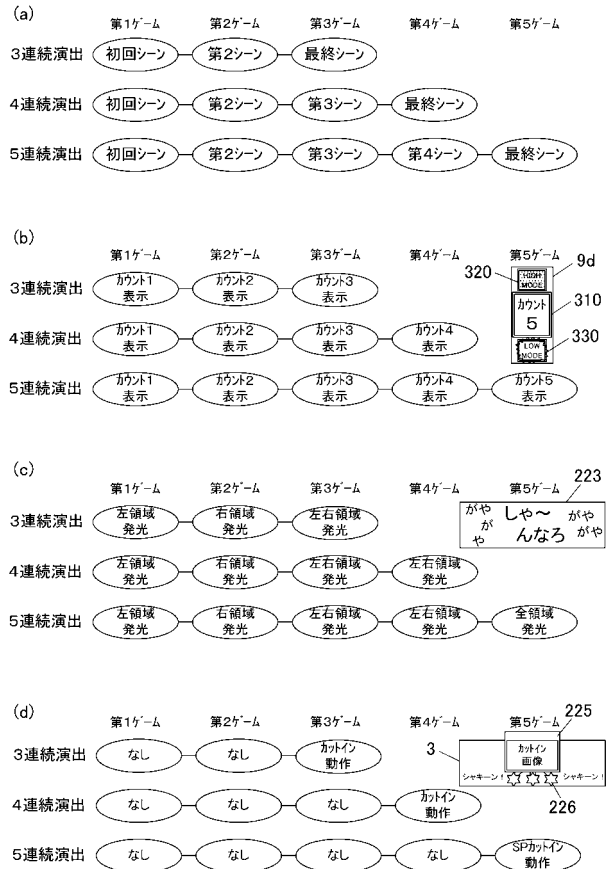 (a)
第1ゲーム 第2ゲーム 第3ゲーム 第4ゲーム 第5ゲーム
3連続演出 初回シーン 第2シーン 最終シーン
4連続演出 初回シーン 第2シーン 第3シーン 最終シーン
5連続演出 初回シーン 第2シーン 第3シーン 第4シーン 最終シーン
(b)
第1ゲーム 第2ゲーム 第3ゲーム 第4ゲーム 第5ゲーム
320 9d
HIGH
MODE
3連続演出 カウント1 カウント2 カウント3
表示 表示 表示
カウント 310
5
330
4連続演出 カウント1 カウント2 カウント3 カウント4
表示 表示 表示 表示
LOW
MODE
5連続演出 カウント1 カウント2 カウント3 カウント4 カウント5
表示 表示 表示 表示 表示
(c)
第1ゲーム 第2ゲーム 第3ゲーム 第4ゲーム 第5ゲーム
223
3連続演出 左領域 右領域 左右領域
発光 発光 発光
がや しゃ〜 がや
が んなろ がや
や
4連続演出 左領域 右領域 左右領域 左右領域
発光 発光 発光 発光
5連続演出 左領域 右領域 左右領域 左右領域 全領域
発光 発光 発光 発光 発光
(d)
第1ゲーム 第2ゲーム 第3ゲーム 第4ゲーム 第5ゲーム
225
3連続演出 なし なし カットイン
動作
3 カットイン
画像
シャキーン! シャキーン!
226
4連続演出 なし なし なし カットイン
動作
5連続演出 なし なし なし なし SPカットイン
動作